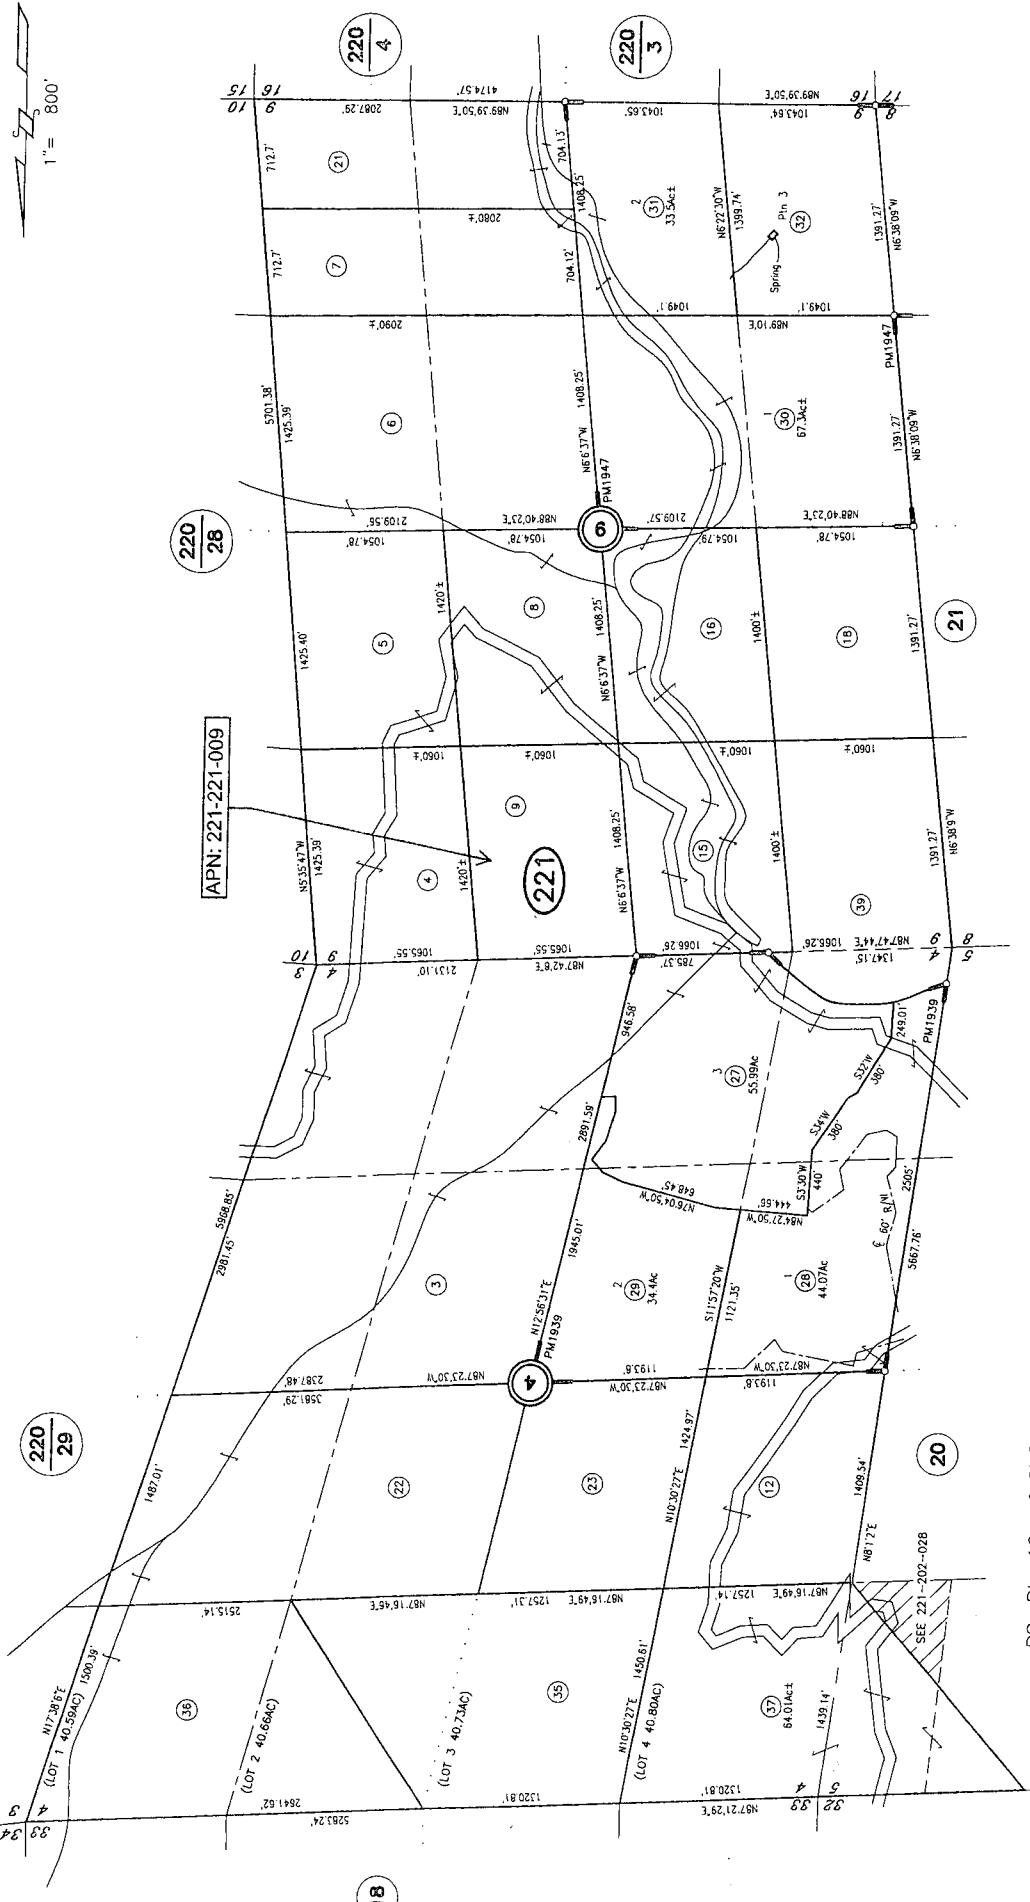 1"= 800'
220
4
220
3
15
16
10
9
4174.57'
2087.29'
N89°39'50"E
N89°39'50"E
1043.65'
1043.64'
9
16
8
17
712.7'
21
704.13'
1408.25'
2
31
33.5Ac±
N6°22'30"W
1399.74'
Pin 3
32
Spring
1391.27'
N6°38'09"W
2080'±
712.7'
7
704.12'
2090'±
1049.1'
N89°10'E
1049.1'
PM1947
5701.38'
1425.39'
6
1408.25'
N6°6'37"W
PM1947
1
30
67.3Ac±
1391.27'
N6°38'09"W
220
28
2109.56'
1054.78'
N88°40'23"E
1054.78'
6
2109.57'
1054.79'
N88°40'23"E
1054.78'
1425.40'
5
1420'±
8
1408.25'
N6°6'37"W
16
1400'±
18
1391.27'
21
APN: 221-221-009
1060'±
1060'±
1060'±
1060'±
N5°35'47"W
1425.39'
4
1420'±
9
221
1408.25'
N6°6'37"W
15
1400'±
39
1391.27'
N6°38'9"W
10
3
9
4
1065.55'
2131.10'
1065.55'
N87°42'8"E
1066.26'
785.37'
1066.26'
N87°47'44"E
1347.15'
9
4
8
5
946.58'
2891.59'
3
27
55.99Ac
249.01'
PM1939
S32°W
380'
S34°W
380'
S3°30'W
440'
2505'
5968.85'
2981.45'
3
N76°04'50"W
648.45'
N84°27'50"W
444.66'
₵ 60' R/W
1945.01'
N12°56'31"E
PM1939
2
29
34.4Ac
S11°57'20"W
1121.35'
1
28
44.07Ac
5667.76'
220
29
2387.48'
3581.29'
N87°23'30"W
4
1193.8'
N87°23'30"W
1193.8'
N87°23'30"W
1487.01'
22
23
1424.97'
N10°30'27"E
12
1409.54'
N8°1'2"E
20
2515.14'
N87°16'46"E
1257.31'
N87°16'49"E
1257.14'
N87°16'49"E
SEE 221-202-028
N17°38'6"E
1500.39'
(LOT 1 40.59AC)
36
(LOT 2 40.66AC)
(LOT 3 40.73AC)
35
1450.61'
N10°30'27"E
(LOT 4 40.80AC)
37
64.01Ac±
1439.14'
3
4
34
33
2641.62'
5283.24'
1320.81'
1320.81'
N87°21'29"E
4
5
33
32